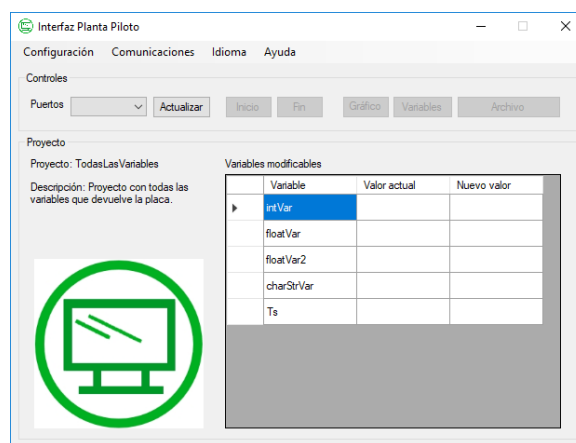 Interfaz Planta Piloto
Configuración Comunicaciones Idioma Ayuda
Controles
Puertos Actualizar Inicio Fin Gráfico Variables Archivo
Proyecto
Proyecto: TodasLasVariables
Descripción: Proyecto con todas las
variables que devuelve la placa.
Variables modificables
Variable Valor actual Nuevo valor
intVar
floatVar
floatVar2
charStrVar
Ts